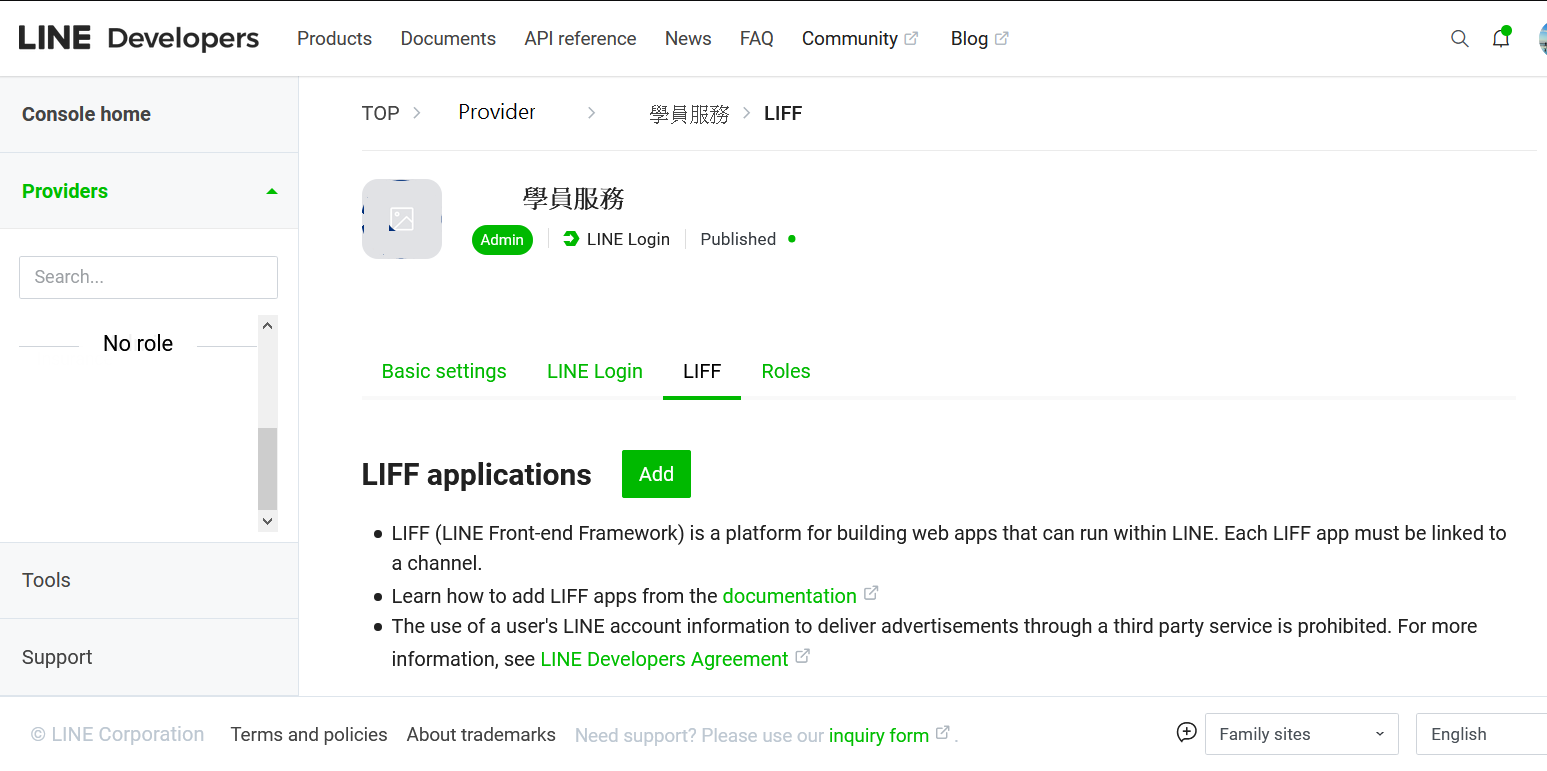 LINE Developers Products Documents API reference News FAQ Community Blog
Console home
Providers
Search...
No role
Tools
Support
TOP Provider 學員服務 LIFF
學員服務
Admin LINE Login Published
Basic settings LINE Login LIFF Roles
LIFF applications Add
LIFF (LINE Front-end Framework) is a platform for building web apps that can run within LINE. Each LIFF app must be linked to
a channel.
Learn how to add LIFF apps from the documentation
The use of a user's LINE account information to deliver advertisements through a third party service is prohibited. For more
information, see LINE Developers Agreement
© LINE Corporation Terms and policies About trademarks Need support? Please use our inquiry form . Family sites English